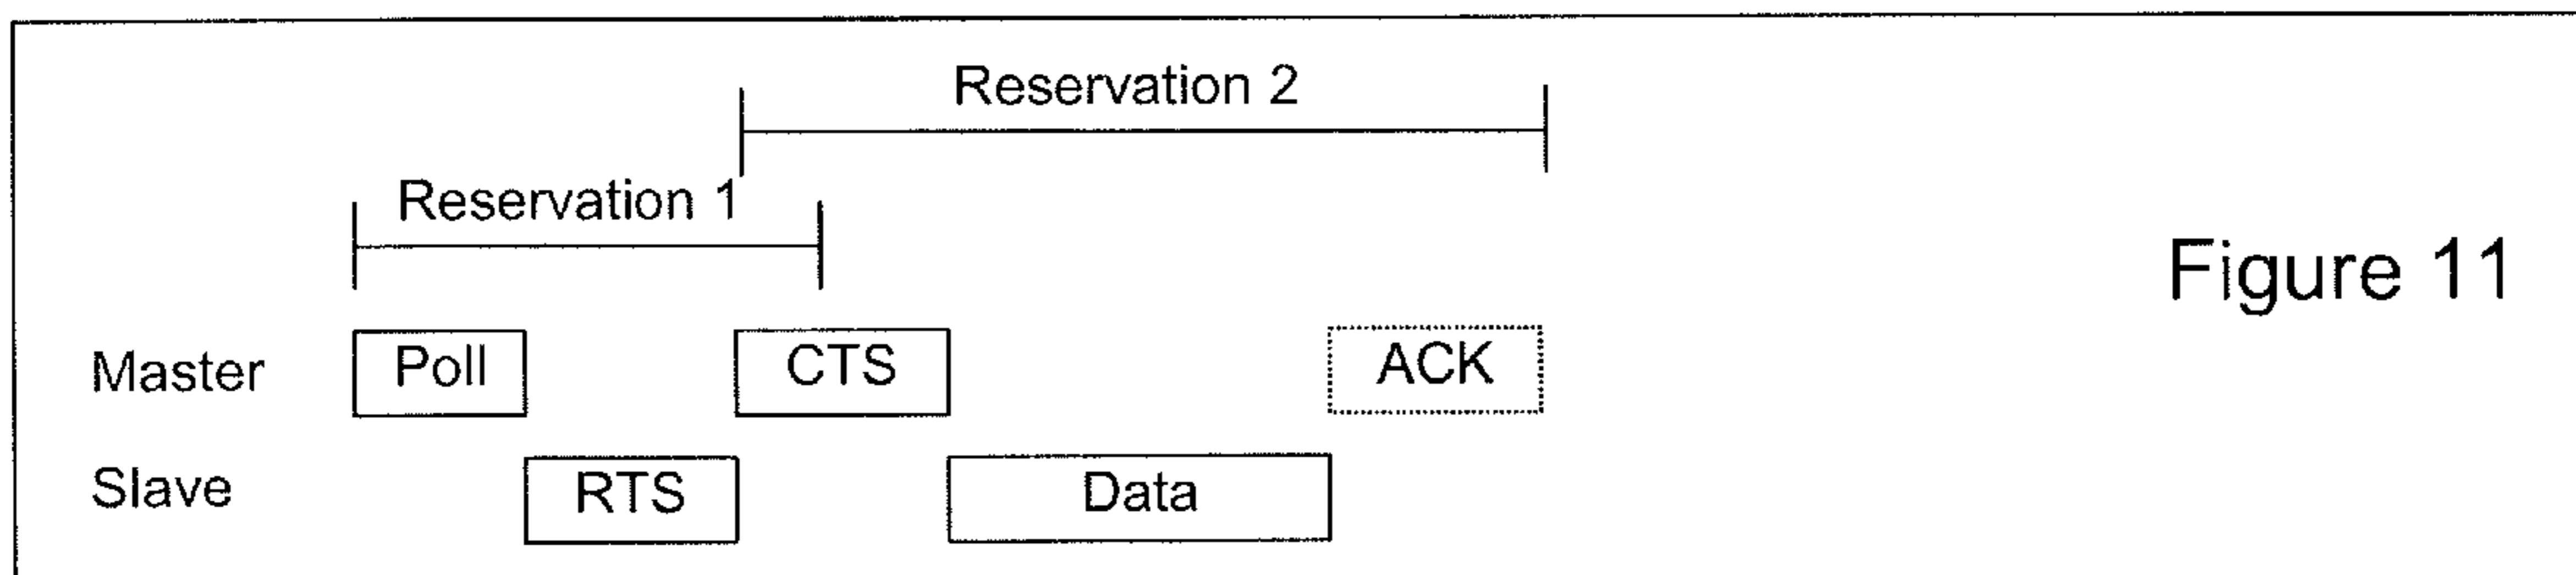 Reservation 2
Reservation 1
Figure 11
Master Poll CTS ACK
Slave RTS Data